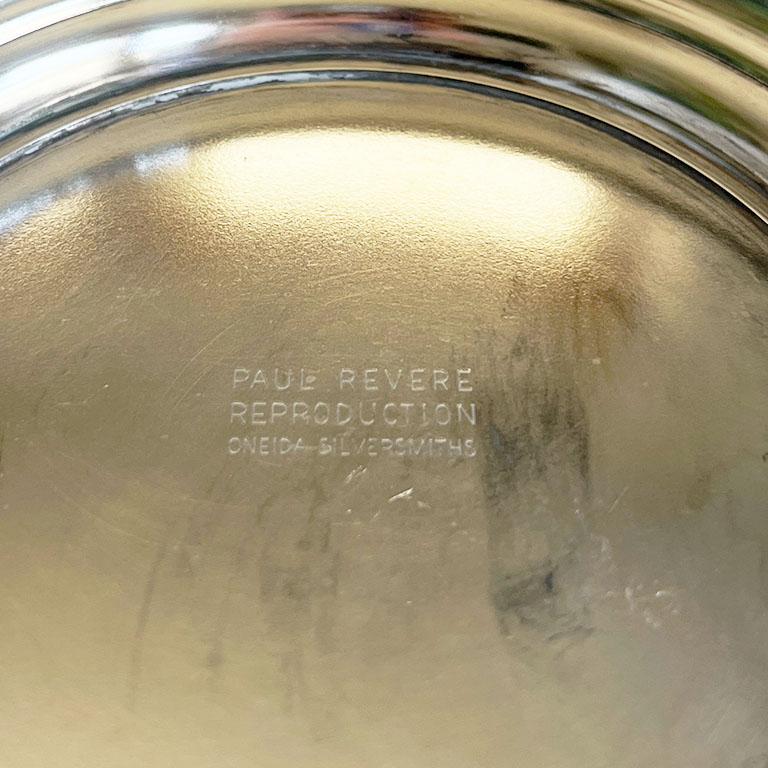 PAUL REVERE
REPRODUCTION
ONEIDA SILVERSMITHS